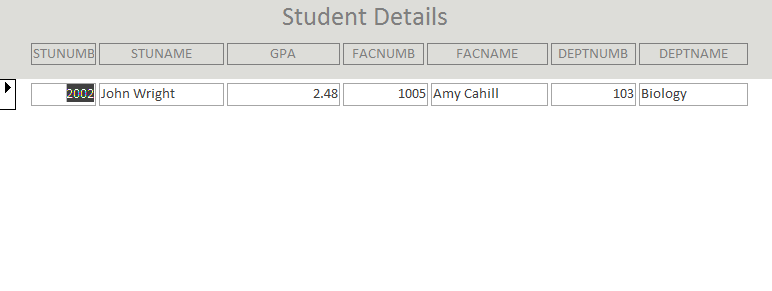 Student Details
STUNUMB STUNAME GPA FACNUMB FACNAME DEPTNUMB DEPTNAME
2002 John Wright 2.48 1005 Amy Cahill 103 Biology